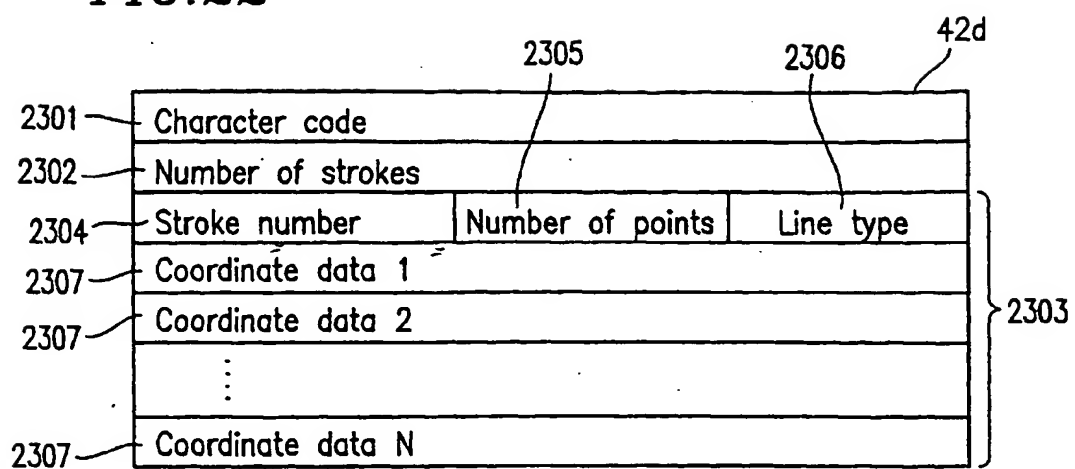 42d
2305 2306
2301 Character code
2302 Number of strokes
2304 Stroke number Number of points Line type
2307 Coordinate data 1
2307 Coordinate data 2
2303
2307 Coordinate data N